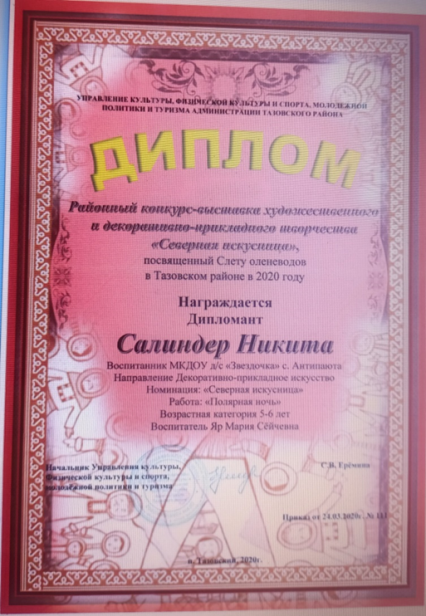 УПРАВЛЕНИЕ КУЛЬТУРЫ, ФИЗИЧЕСКОЙ КУЛЬТУРЫ И СПОРТА, МОЛОДЕЖНОЙ
ПОЛИТИКИ И ТУРИЗМА АДМИНИСТРАЦИИ ТАЗОВСКОГО РАЙОНА
ДИПЛОМ
Районный конкурс-выставка художественного
и декоративно-прикладного творчества
«Северная искусница»,
посвященный Слету оленеводов
в Тазовском районе в 2020 году
Награждается
Дипломант
Салиндер Никита
Воспитанник МКДОУ д/с «Звездочка» с. Антипаюта
Направление Декоративно-прикладное искусство
Номинация: «Северная искусница»
Работа: «Полярная ночь»
Возрастная категория 5-6 лет
Воспитатель Яр Мария Сёйчевна
Начальник Управления культуры,
Физической культуры и спорта,
молодежной политики и туризма
С.В. Ерёмина
Приказ от 24.03.2020г. №
п. Тазовский, 2020г.